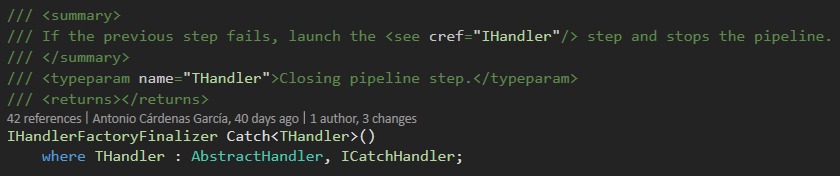 /// <summary>
/// If the previous step fails, launch the <see cref="IHandler"/> step and stops the pipeline.
/// </summary>
/// <typeparam name="THandler">Closing pipeline step.</typeparam>
/// <returns></returns>
42 references | Antonio Cárdenas García, 40 days ago | 1 author, 3 changes
IHandlerFactoryFinalizer Catch<THandler>()
    where THandler : AbstractHandler, ICatchHandler;